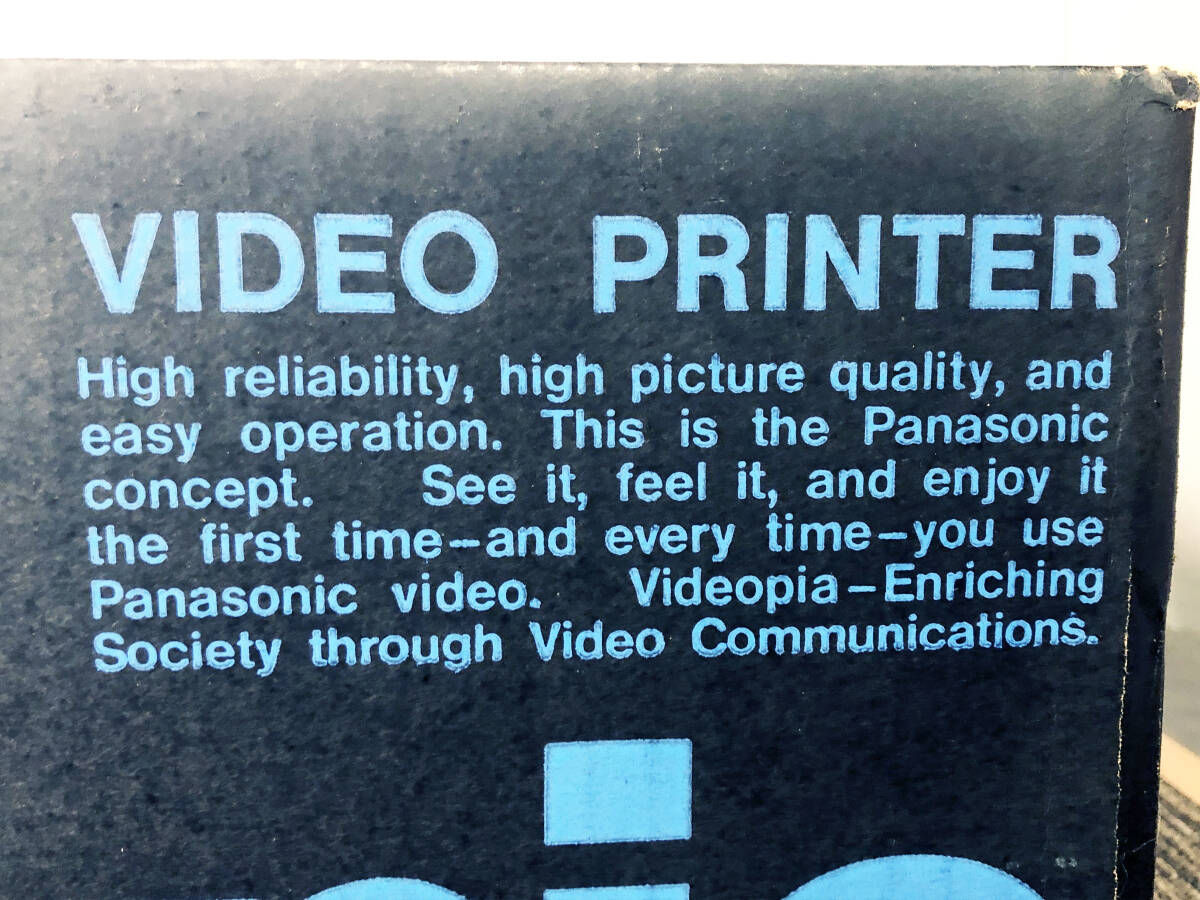 VIDEO PRINTER
High reliability, high picture quality, and
easy operation. This is the Panasonic
concept. See it, feel it, and enjoy it
the first time–and every time–you use
Panasonic video. Videopia–Enriching
Society through Video Communications.